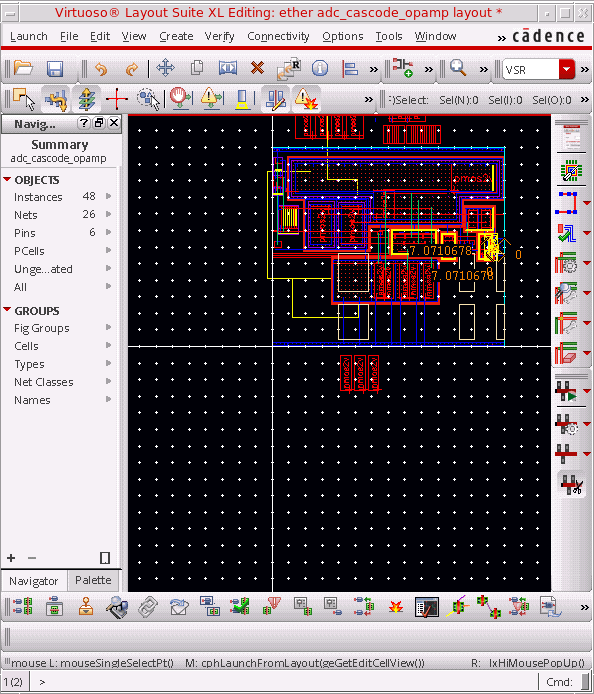 Virtuoso® Layout Suite XL Editing: ether adc_cascode_opamp layout *
Launch File Edit View Create Verify Connectivity Options Tools Window » cādence
» » » VSR
» (:)Select: Sel(N):0 Sel(I):0 Sel(O):0 »
Navig... ?
Summary
adc_cascode_opamp
OBJECTS
Instances 48
Nets 26
Pins 6
PCells
Unge...ated
All
GROUPS
Fig Groups
Cells
Types
Net Classes
Names
7.0710678
0
7.0710678
+ −
Navigator Palette
»
mouse L: mouseSingleSelectPt() M: cphLaunchFromLayout(geGetEditCellView()) R: lxHiMousePopUp()
1(2) > Cmd: